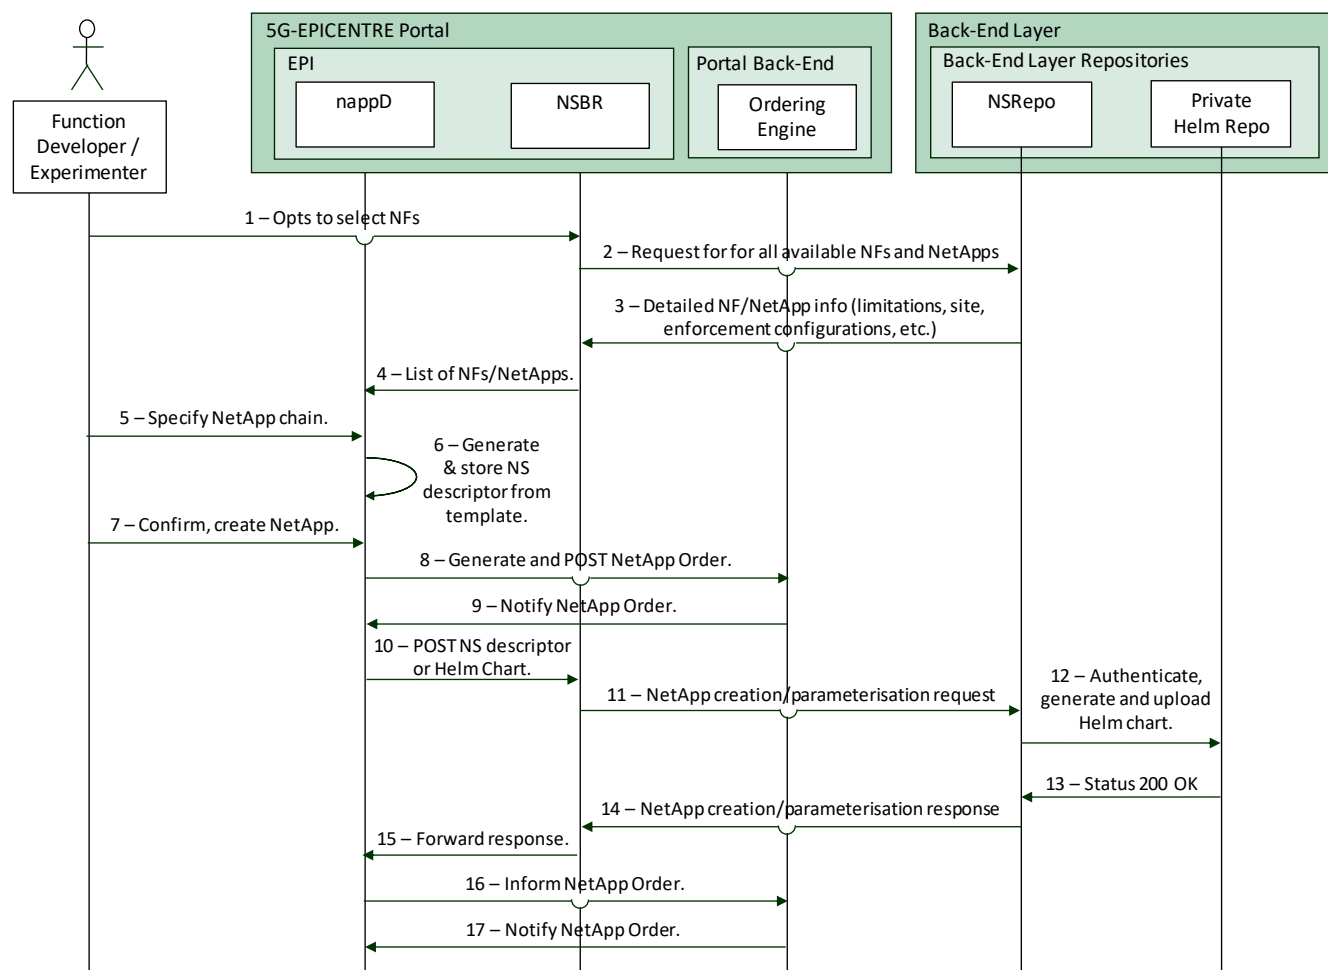 5G-EPICENTRE Portal
Back-End Layer
EPI
Portal Back-End
Back-End Layer Repositories
nappD
NSBR
Ordering
Engine
NSRepo
Private
Helm Repo
Function
Developer /
Experimenter
1 – Opts to select NFs
2 – Request for for all available NFs and NetApps
3 – Detailed NF/NetApp info (limitations, site,
enforcement configurations, etc.)
4 – List of NFs/NetApps.
5 – Specify NetApp chain.
6 – Generate
& store NS
descriptor from
template.
7 – Confirm, create NetApp.
8 – Generate and POST NetApp Order.
9 – Notify NetApp Order.
10 – POST NS descriptor
or Helm Chart.
11 – NetApp creation/parameterisation request
12 – Authenticate,
generate and upload
Helm chart.
13 – Status 200 OK
14 – NetApp creation/parameterisation response
15 – Forward response.
16 – Inform NetApp Order.
17 – Notify NetApp Order.